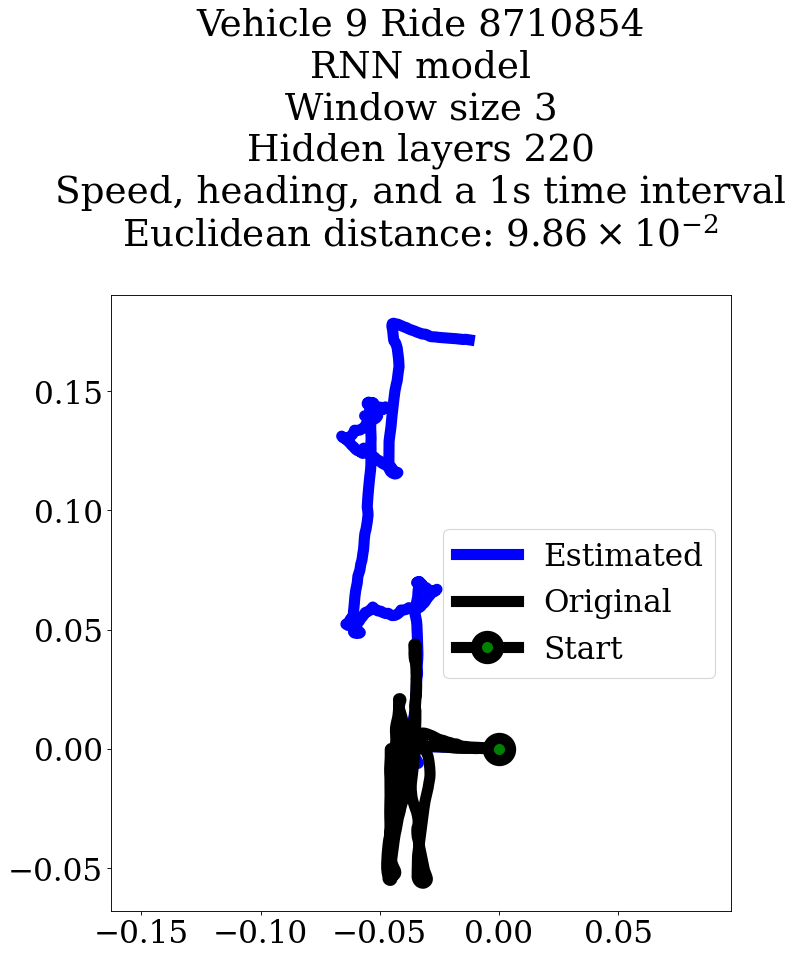 Vehicle 9 Ride 8710854
RNN model
Window size 3
Hidden layers 220
Speed, heading, and a 1s time interval
Euclidean distance: 9.86 × 10⁻²
0.15
0.10
0.05
0.00
−0.05
Estimated
Original
Start
−0.15 −0.10 −0.05 0.00 0.05